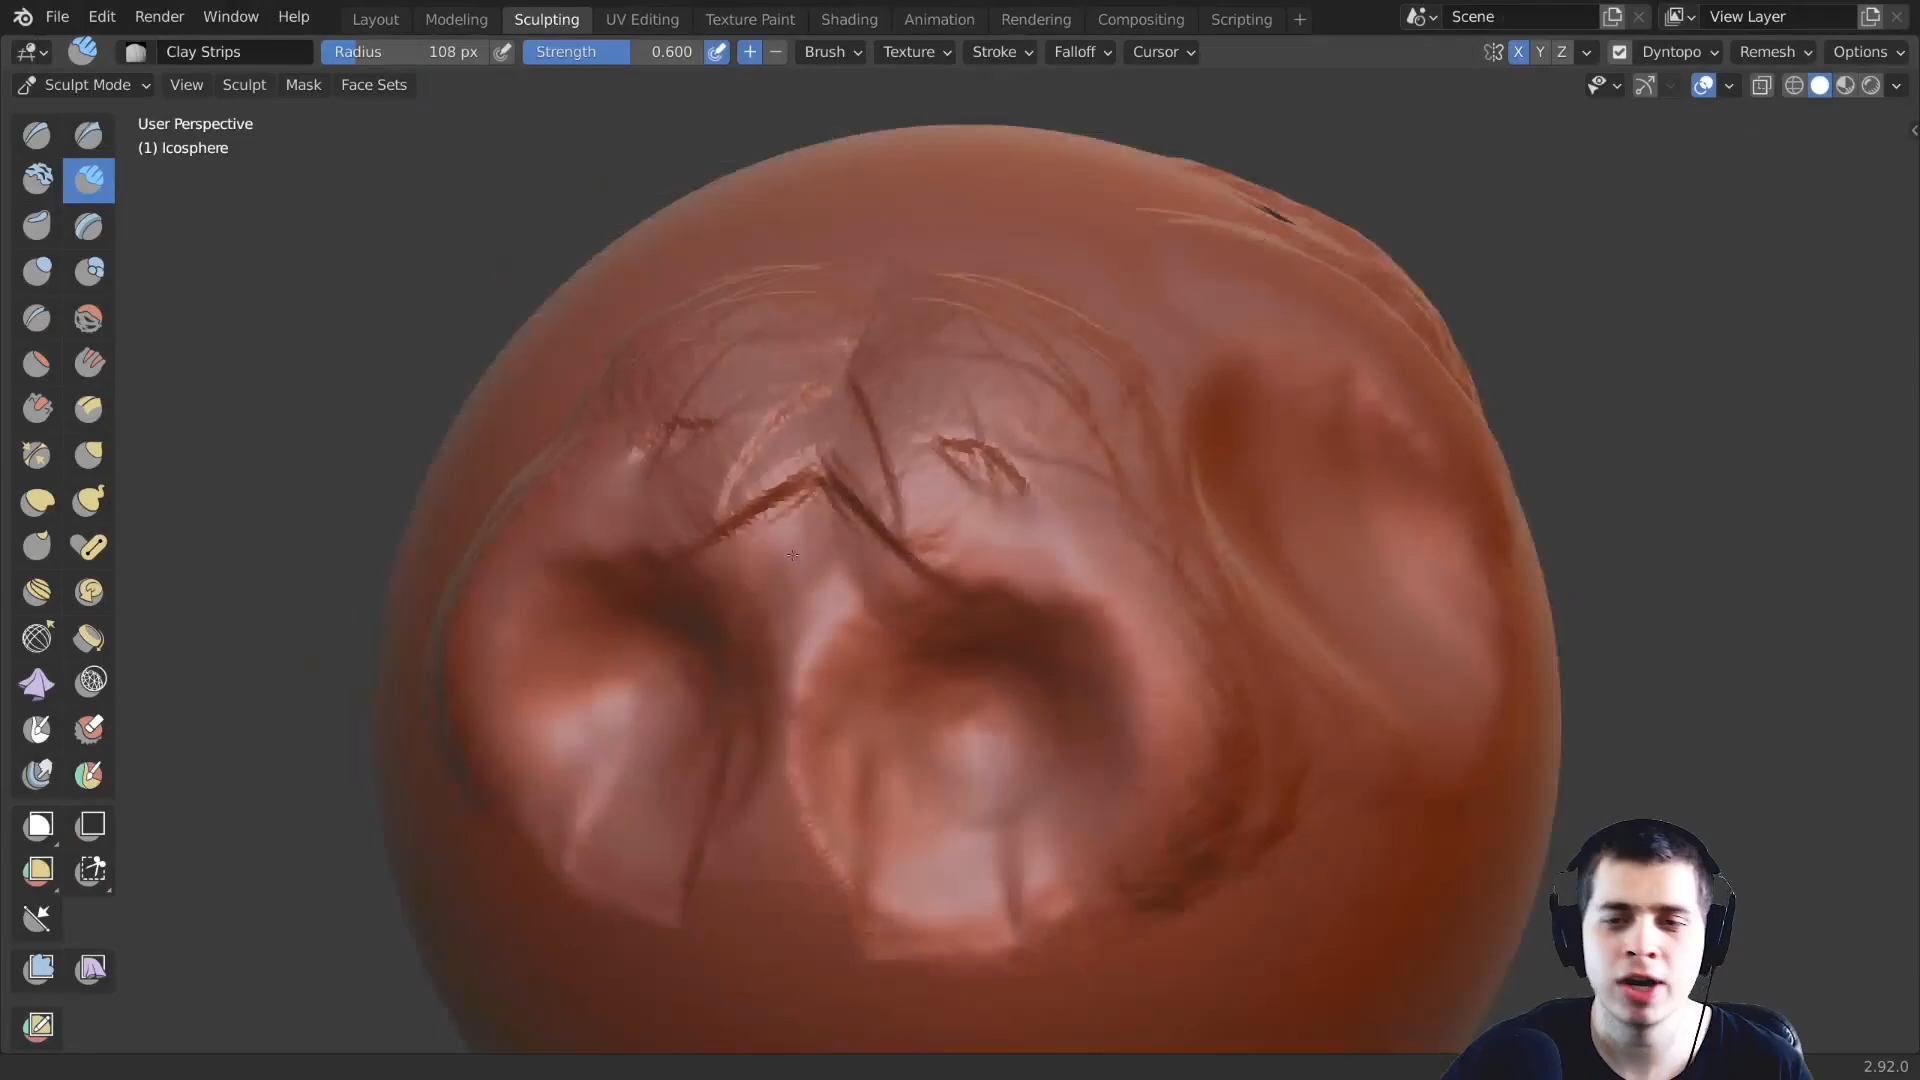 File Edit Render Window Help Layout Modeling Sculpting UV Editing Texture Paint Shading Animation Rendering Compositing Scripting + Scene View Layer
Clay Strips Radius 108 px Strength 0.600 + − Brush Texture Stroke Falloff Cursor X Y Z Dyntopo Remesh Options
Sculpt Mode View Sculpt Mask Face Sets
User Perspective
(1) Icosphere
2.92.0